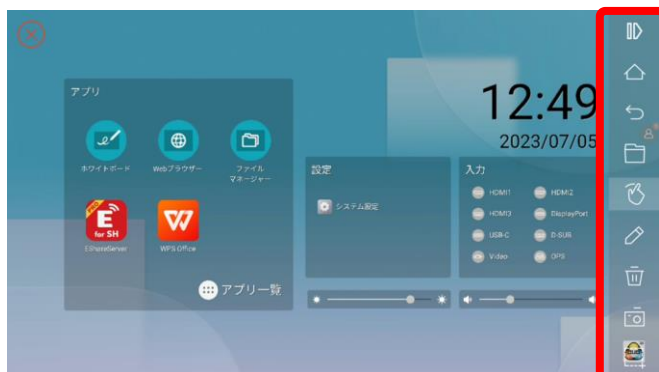 アプリ
ホワイトボード
Webブラウザー
ファイル
マネージャー
PRO
E
for SH
EShareServer
WPS Office
アプリ一覧
12:49
2023/07/05
設定
システム設定
入力
HDMI1
HDMI2
HDMI3
DisplayPort
USB-C
D-SUB
Video
OPS